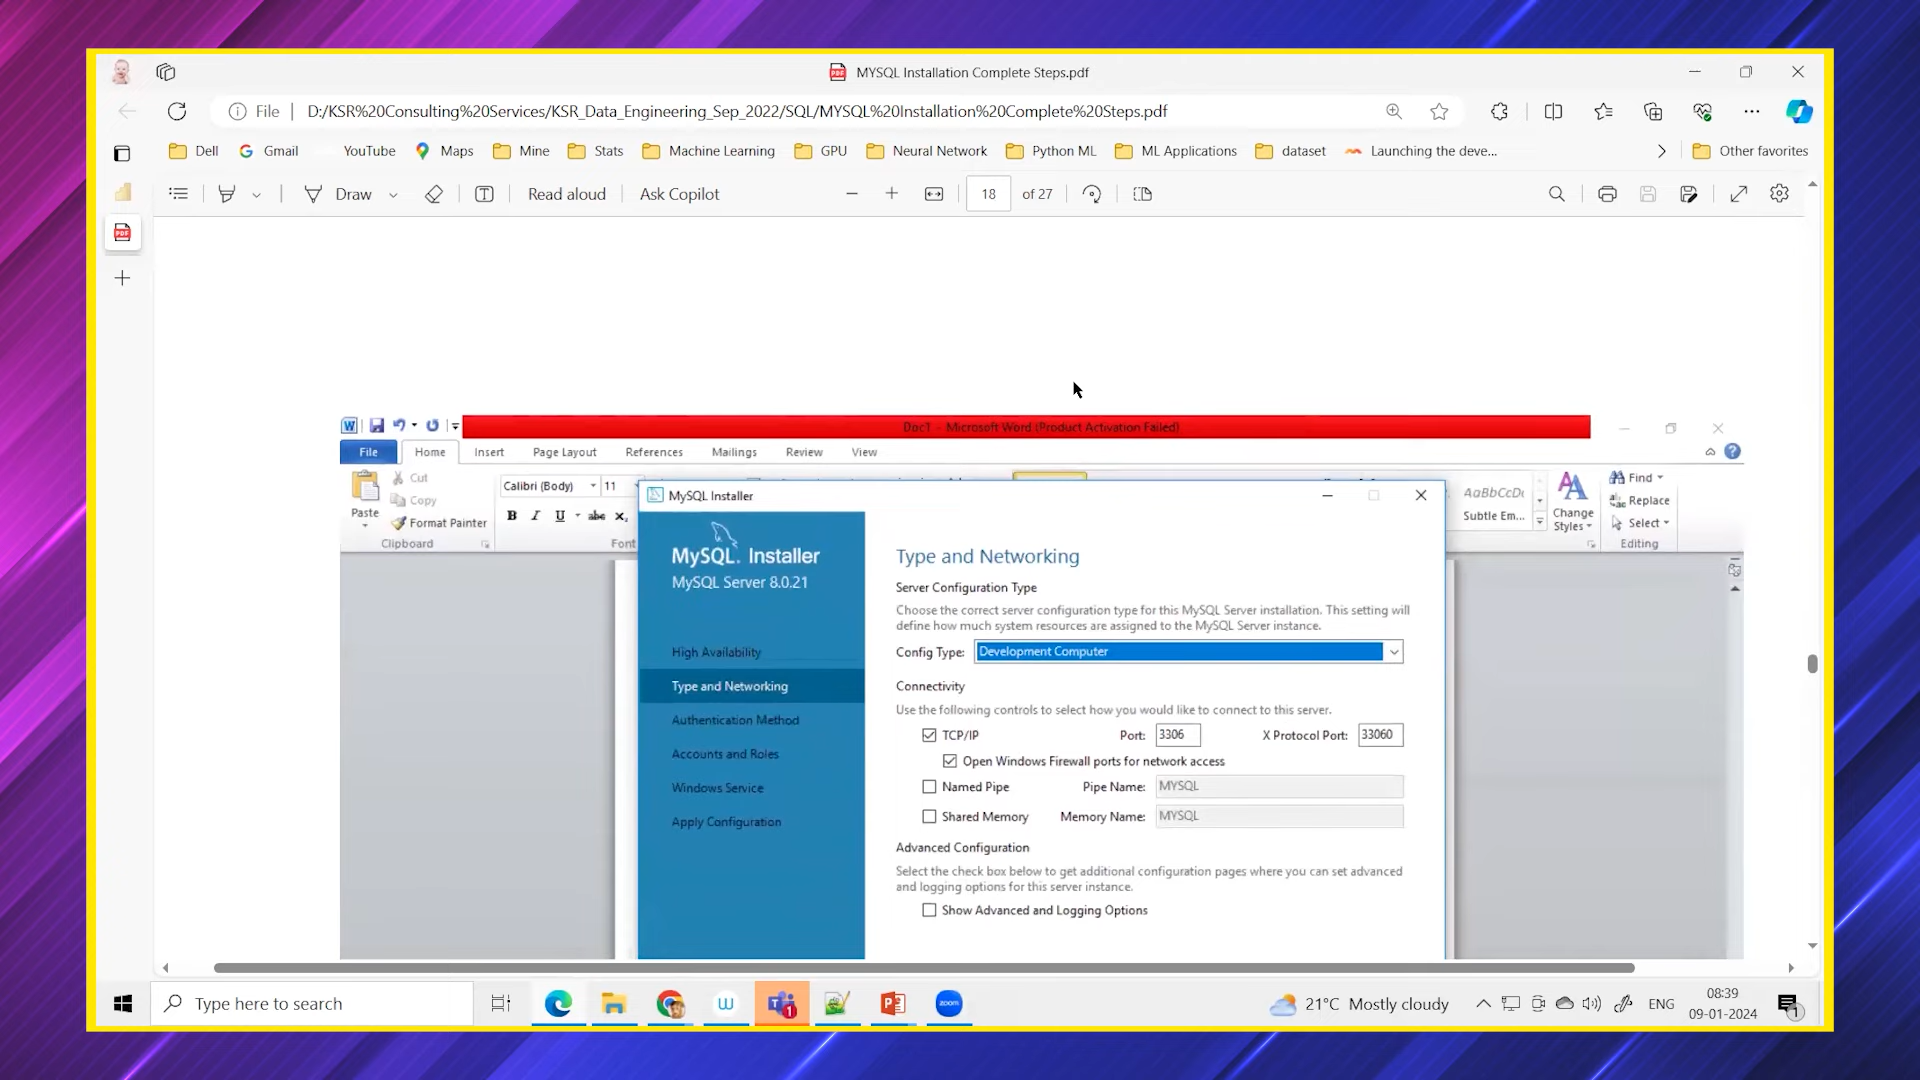 MYSQL Installation Complete Steps.pdf
File D:/KSR%20Consulting%20Services/KSR_Data_Engineering_Sep_2022/SQL/MYSQL%20Installation%20Complete%20Steps.pdf
Dell Gmail YouTube Maps Mine Stats Machine Learning GPU Neural Network Python ML ML Applications dataset Launching the deve... Other favorites
Draw Read aloud Ask Copilot 18 of 27
Doc1 - Microsoft Word (Product Activation Failed)
File Home Insert Page Layout References Mailings Review View
Cut
Copy
Paste
Format Painter
Clipboard
Calibri (Body) 11
B I U abc x,
Font
AaBbCcDc
Subtle Em...
Change
Styles
Find
Replace
Select
Editing
MySQL Installer
MySQL. Installer
MySQL Server 8.0.21
High Availability
Type and Networking
Authentication Method
Accounts and Roles
Windows Service
Apply Configuration
Type and Networking
Server Configuration Type
Choose the correct server configuration type for this MySQL Server installation. This setting will
define how much system resources are assigned to the MySQL Server instance.
Config Type: Development Computer
Connectivity
Use the following controls to select how you would like to connect to this server.
TCP/IP Port: 3306 X Protocol Port: 33060
Open Windows Firewall ports for network access
Named Pipe Pipe Name: MYSQL
Shared Memory Memory Name: MYSQL
Advanced Configuration
Select the check box below to get additional configuration pages where you can set advanced
and logging options for this server instance.
Show Advanced and Logging Options
Type here to search
zoom
21°C Mostly cloudy
ENG
08:39
09-01-2024
1